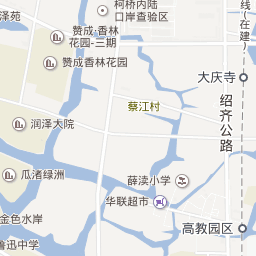 泽苑
柯桥内陆
口岸查验区
线(在建)
赞成·香林
花园-三期
赞成香林花园
大庆寺
蔡江村
绍齐公路
润泽大院
瓜渚绿洲
薛渎小学
华联超市
金色水岸
高教园区
鲁迅中学